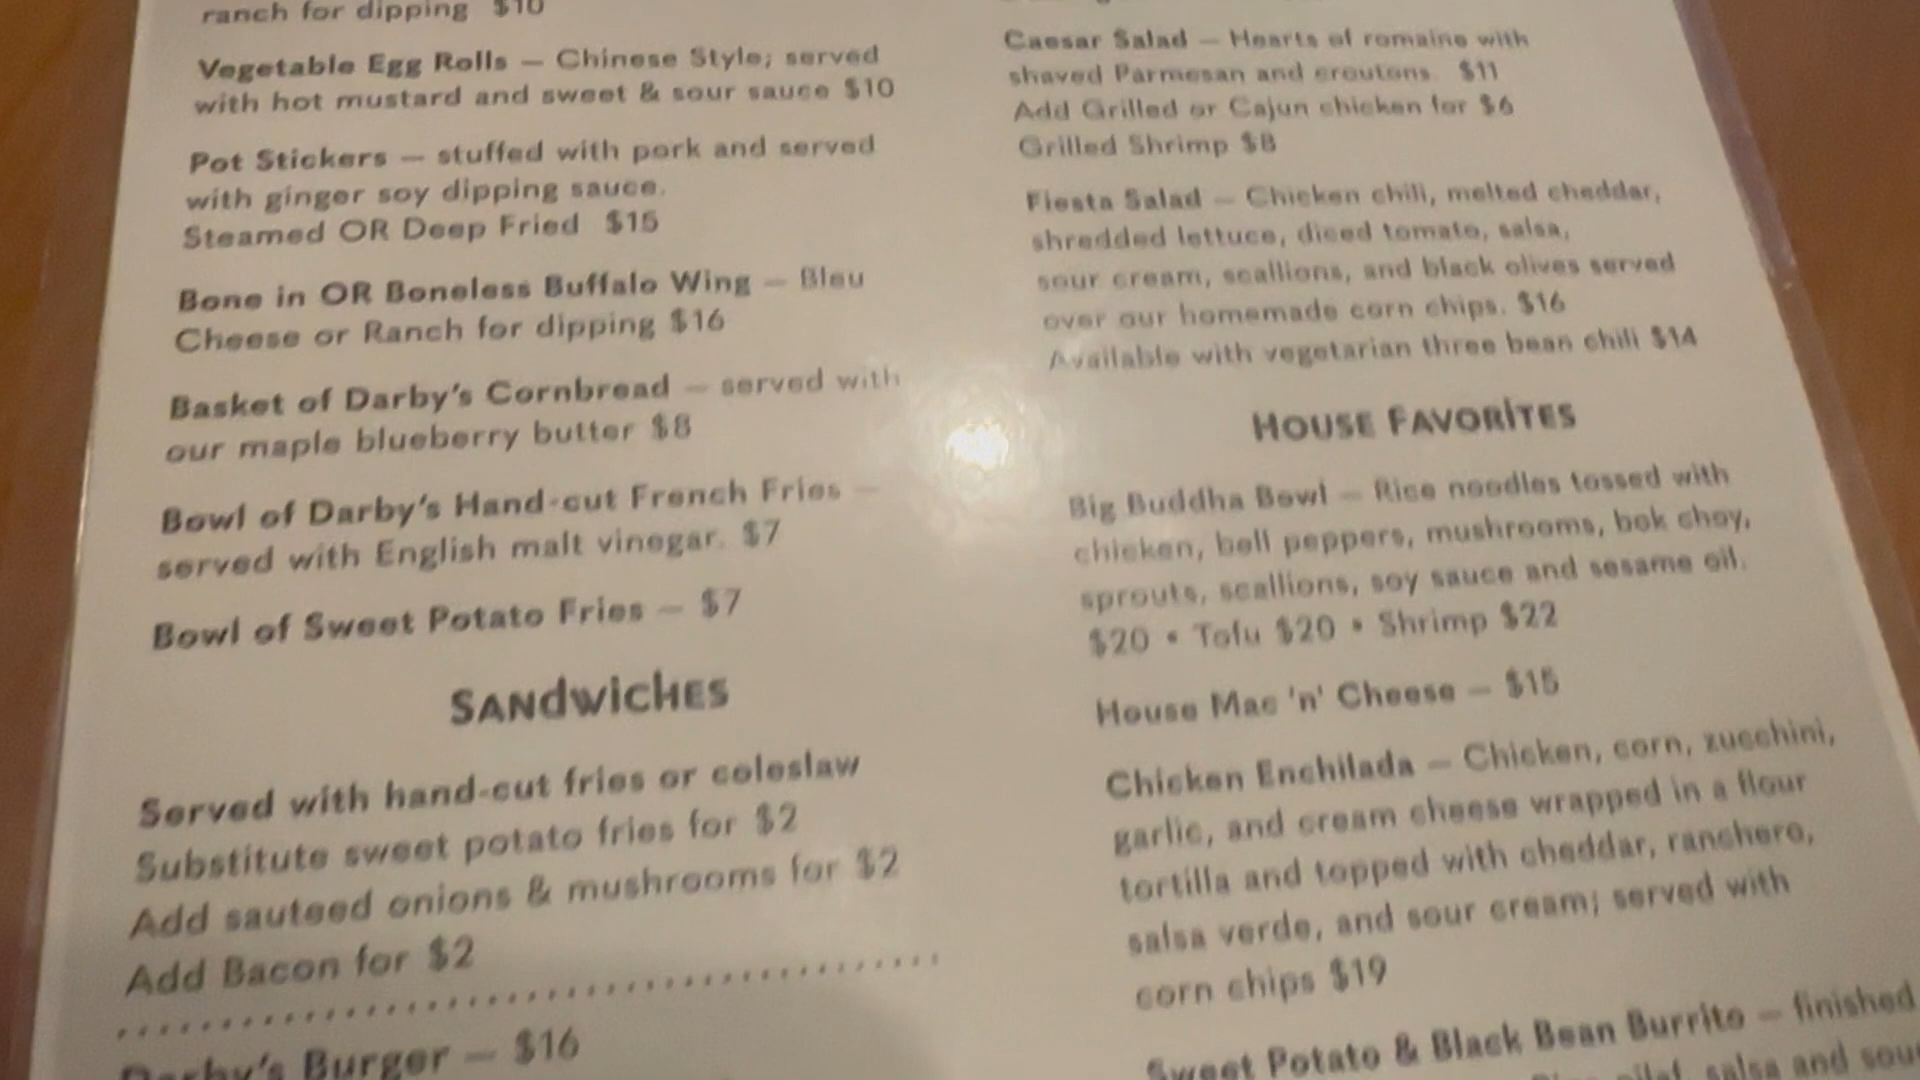 ranch for dipping $10
Vegetable Egg Rolls – Chinese Style; served
with hot mustard and sweet & sour sauce $10
Pot Stickers – stuffed with pork and served
with ginger soy dipping sauce.
Steamed OR Deep Fried $15
Bone in OR Boneless Buffalo Wing – Bleu
Cheese or Ranch for dipping $16
Basket of Darby's Cornbread – served with
our maple blueberry butter $8
Bowl of Darby's Hand-cut French Fries –
served with English malt vinegar. $7
Bowl of Sweet Potato Fries – $7
SANdwicHES
Served with hand-cut fries or coleslaw
Substitute sweet potato fries for $2
Add sauteed onions & mushrooms for $2
Add Bacon for $2
Darby's Burger – $16
Caesar Salad – Hearts of romaine with
shaved Parmesan and croutons $11
Add Grilled or Cajun chicken for $6
Grilled Shrimp $8
Fiesta Salad – Chicken chili, melted cheddar,
shredded lettuce, diced tomato, salsa,
sour cream, scallions, and black olives served
over our homemade corn chips. $16
Available with vegetarian three bean chili $14
HOUSE FAVORITES
Big Buddha Bowl – Rice noodles tossed with
chicken, bell peppers, mushrooms, bok choy,
sprouts, scallions, soy sauce and sesame oil.
$20 • Tofu $20 • Shrimp $22
House Mac 'n' Cheese – $15
Chicken Enchilada – Chicken, corn, zucchini,
garlic, and cream cheese wrapped in a flour
tortilla and topped with cheddar, ranchero,
salsa verde, and sour cream; served with
corn chips $19
Sweet Potato & Black Bean Burrito – finished
salsa and sour